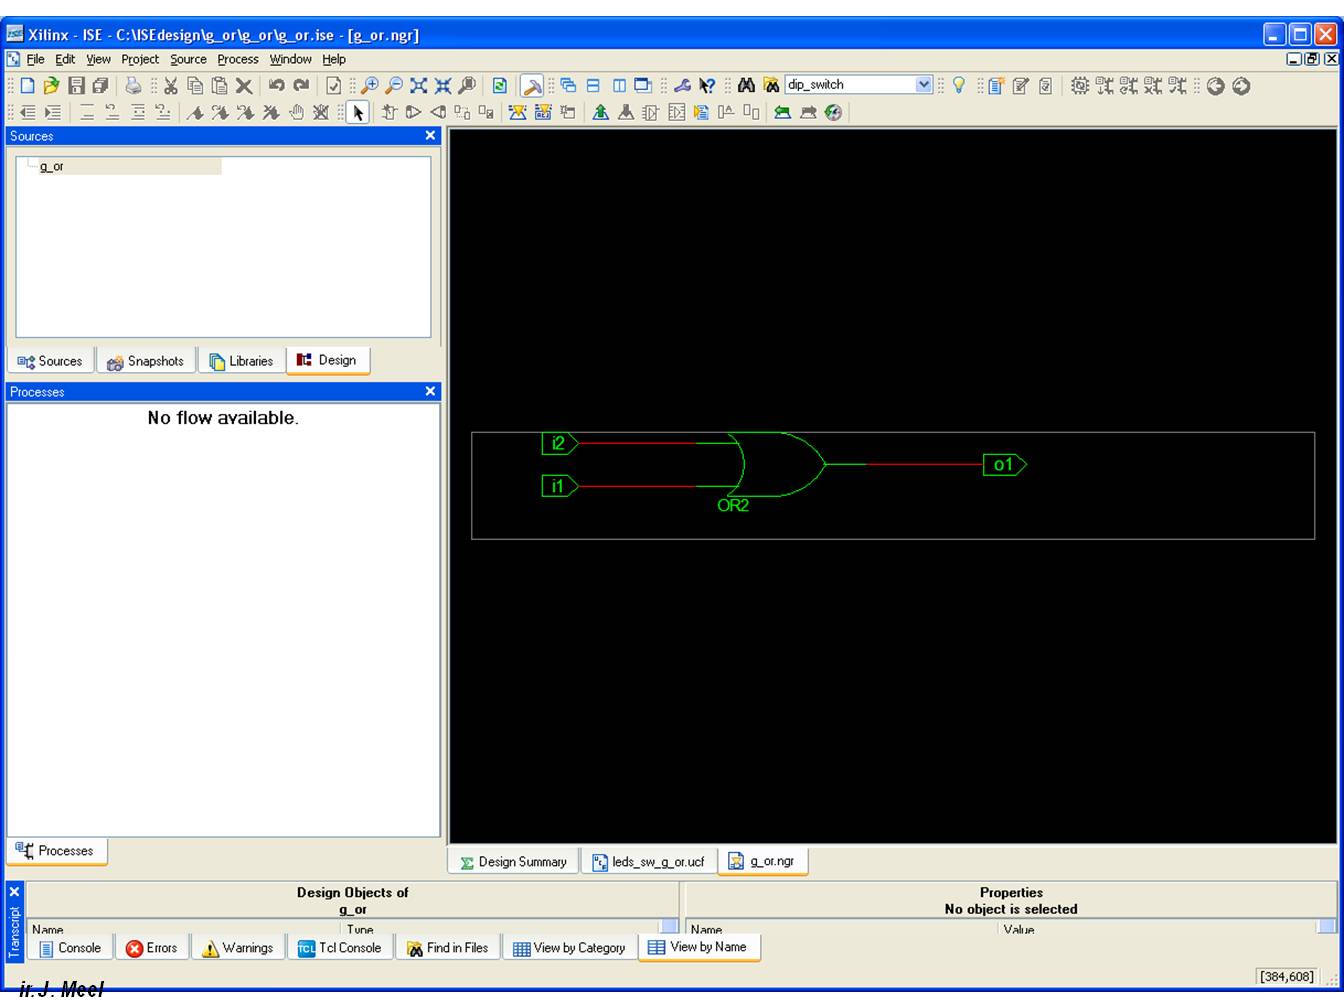 Xilinx - ISE - C:\ISEdesign\g_or\g_or\g_or.ise - [g_or.ngr]
File Edit View Project Source Process Window Help
dip_switch
Sources
g_or
Sources Snapshots Libraries Design
Processes
No flow available.
i2
i1
OR2
o1
Processes
Design Summary leds_sw_g_or.ucf g_or.ngr
Transcript
Design Objects of
g_or
Name Type
Properties
No object is selected
Name Value
Console Errors Warnings Tcl Console Find in Files View by Category View by Name
[384,608]
ir. J. Meel